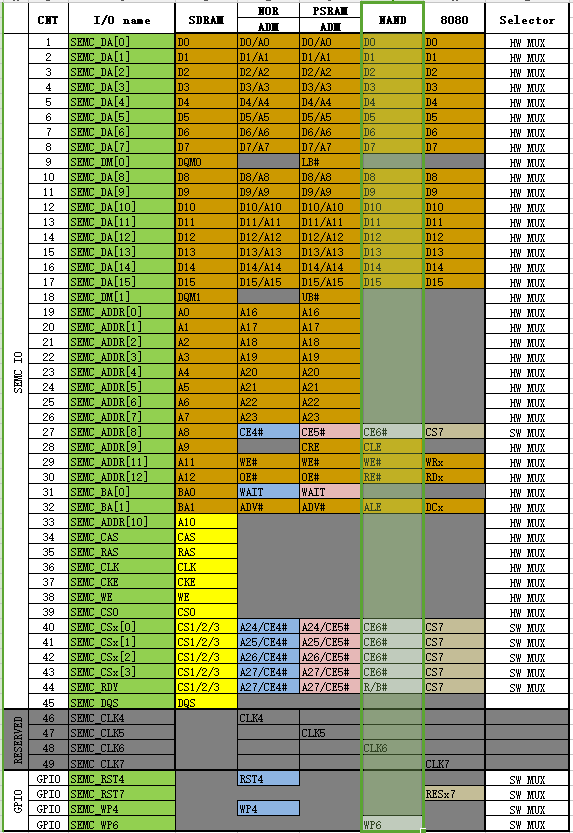 CNT I/O name SDRAM NOR PSRAM NAND 8080 Selector
ADM ADM
SEMC IO
1 SEMC_DA[0] D0 D0/A0 D0/A0 D0 D0 HW MUX
2 SEMC_DA[1] D1 D1/A1 D1/A1 D1 D1 HW MUX
3 SEMC_DA[2] D2 D2/A2 D2/A2 D2 D2 HW MUX
4 SEMC_DA[3] D3 D3/A3 D3/A3 D3 D3 HW MUX
5 SEMC_DA[4] D4 D4/A4 D4/A4 D4 D4 HW MUX
6 SEMC_DA[5] D5 D5/A5 D5/A5 D5 D5 HW MUX
7 SEMC_DA[6] D6 D6/A6 D6/A6 D6 D6 HW MUX
8 SEMC_DA[7] D7 D7/A7 D7/A7 D7 D7 HW MUX
9 SEMC_DM[0] DQM0 LB# HW MUX
10 SEMC_DA[8] D8 D8/A8 D8/A8 D8 D8 HW MUX
11 SEMC_DA[9] D9 D9/A9 D9/A9 D9 D9 HW MUX
12 SEMC_DA[10] D10 D10/A10 D10/A10 D10 D10 HW MUX
13 SEMC_DA[11] D11 D11/A11 D11/A11 D11 D11 HW MUX
14 SEMC_DA[12] D12 D12/A12 D12/A12 D12 D12 HW MUX
15 SEMC_DA[13] D13 D13/A13 D13/A13 D13 D13 HW MUX
16 SEMC_DA[14] D14 D14/A14 D14/A14 D14 D14 HW MUX
17 SEMC_DA[15] D15 D15/A15 D15/A15 D15 D15 HW MUX
18 SEMC_DM[1] DQM1 UB# HW MUX
19 SEMC_ADDR[0] A0 A16 A16 HW MUX
20 SEMC_ADDR[1] A1 A17 A17 HW MUX
21 SEMC_ADDR[2] A2 A18 A18 HW MUX
22 SEMC_ADDR[3] A3 A19 A19 HW MUX
23 SEMC_ADDR[4] A4 A20 A20 HW MUX
24 SEMC_ADDR[5] A5 A21 A21 HW MUX
25 SEMC_ADDR[6] A6 A22 A22 HW MUX
26 SEMC_ADDR[7] A7 A23 A23 HW MUX
27 SEMC_ADDR[8] A8 CE4# CE5# CE6# CS7 SW MUX
28 SEMC_ADDR[9] A9 CRE CLE HW MUX
29 SEMC_ADDR[11] A11 WE# WE# WE# WRx HW MUX
30 SEMC_ADDR[12] A12 OE# OE# RE# RDx HW MUX
31 SEMC_BA[0] BA0 WAIT WAIT HW MUX
32 SEMC_BA[1] BA1 ADV# ADV# ALE DCx HW MUX
33 SEMC_ADDR[10] A10 HW MUX
34 SEMC_CAS CAS HW MUX
35 SEMC_RAS RAS HW MUX
36 SEMC_CLK CLK HW MUX
37 SEMC_CKE CKE HW MUX
38 SEMC_WE WE HW MUX
39 SEMC_CS0 CS0 HW MUX
40 SEMC_CSx[0] CS1/2/3 A24/CE4# A24/CE5# CE6# CS7 SW MUX
41 SEMC_CSx[1] CS1/2/3 A25/CE4# A25/CE5# CE6# CS7 SW MUX
42 SEMC_CSx[2] CS1/2/3 A26/CE4# A26/CE5# CE6# CS7 SW MUX
43 SEMC_CSx[3] CS1/2/3 A27/CE4# A27/CE5# CE6# CS7 SW MUX
44 SEMC_RDY CS1/2/3 A27/CE4# A27/CE5# R/B# CS7 SW MUX
45 SEMC_DQS DQS
RESERVED
46 SEMC_CLK4 CLK4
47 SEMC_CLK5 CLK5
48 SEMC_CLK6 CLK6
49 SEMC_CLK7 CLK7
GPIO
GPIO SEMC_RST4 RST4 SW MUX
GPIO SEMC_RST7 RESx7 SW MUX
GPIO SEMC_WP4 WP4 SW MUX
GPIO SEMC_WP6 WP6 SW MUX